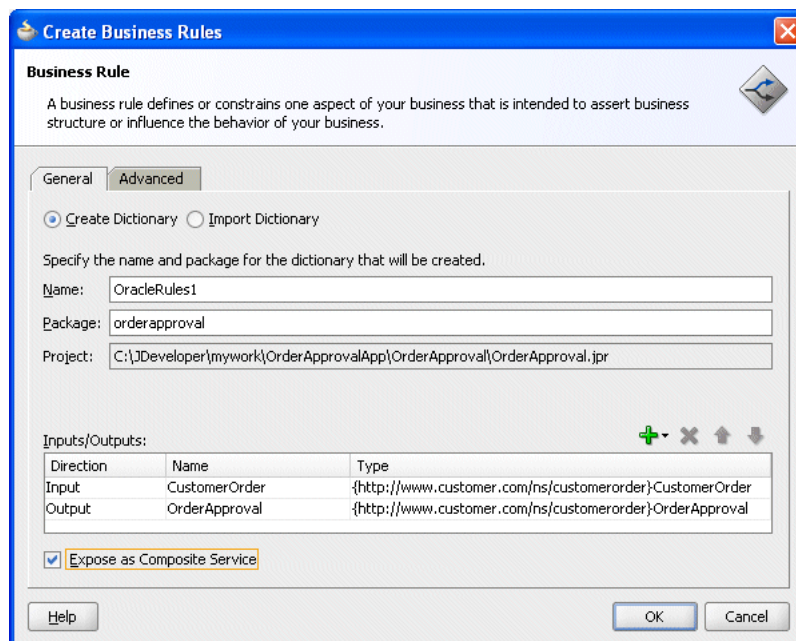 Create Business Rules
Business Rule
A business rule defines or constrains one aspect of your business that is intended to assert business
structure or influence the behavior of your business.
General Advanced
Create Dictionary Import Dictionary
Specify the name and package for the dictionary that will be created.
Name: OracleRules1
Package: orderapproval
Project: C:\JDeveloper\mywork\OrderApprovalApp\OrderApproval\OrderApproval.jpr
Inputs/Outputs:
Direction Name Type
Input CustomerOrder {http://www.customer.com/ns/customerorder}CustomerOrder
Output OrderApproval {http://www.customer.com/ns/customerorder}OrderApproval
Expose as Composite Service
Help OK Cancel